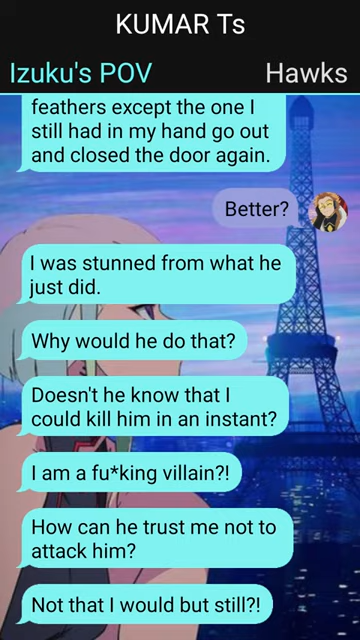 KUMAR Ts
Izuku's POV Hawks
feathers except the one I
still had in my hand go out
and closed the door again.
Better?
I was stunned from what he
just did.
Why would he do that?
Doesn't he know that I
could kill him in an instant?
I am a fu*king villain?!
How can he trust me not to
attack him?
Not that I would but still?!